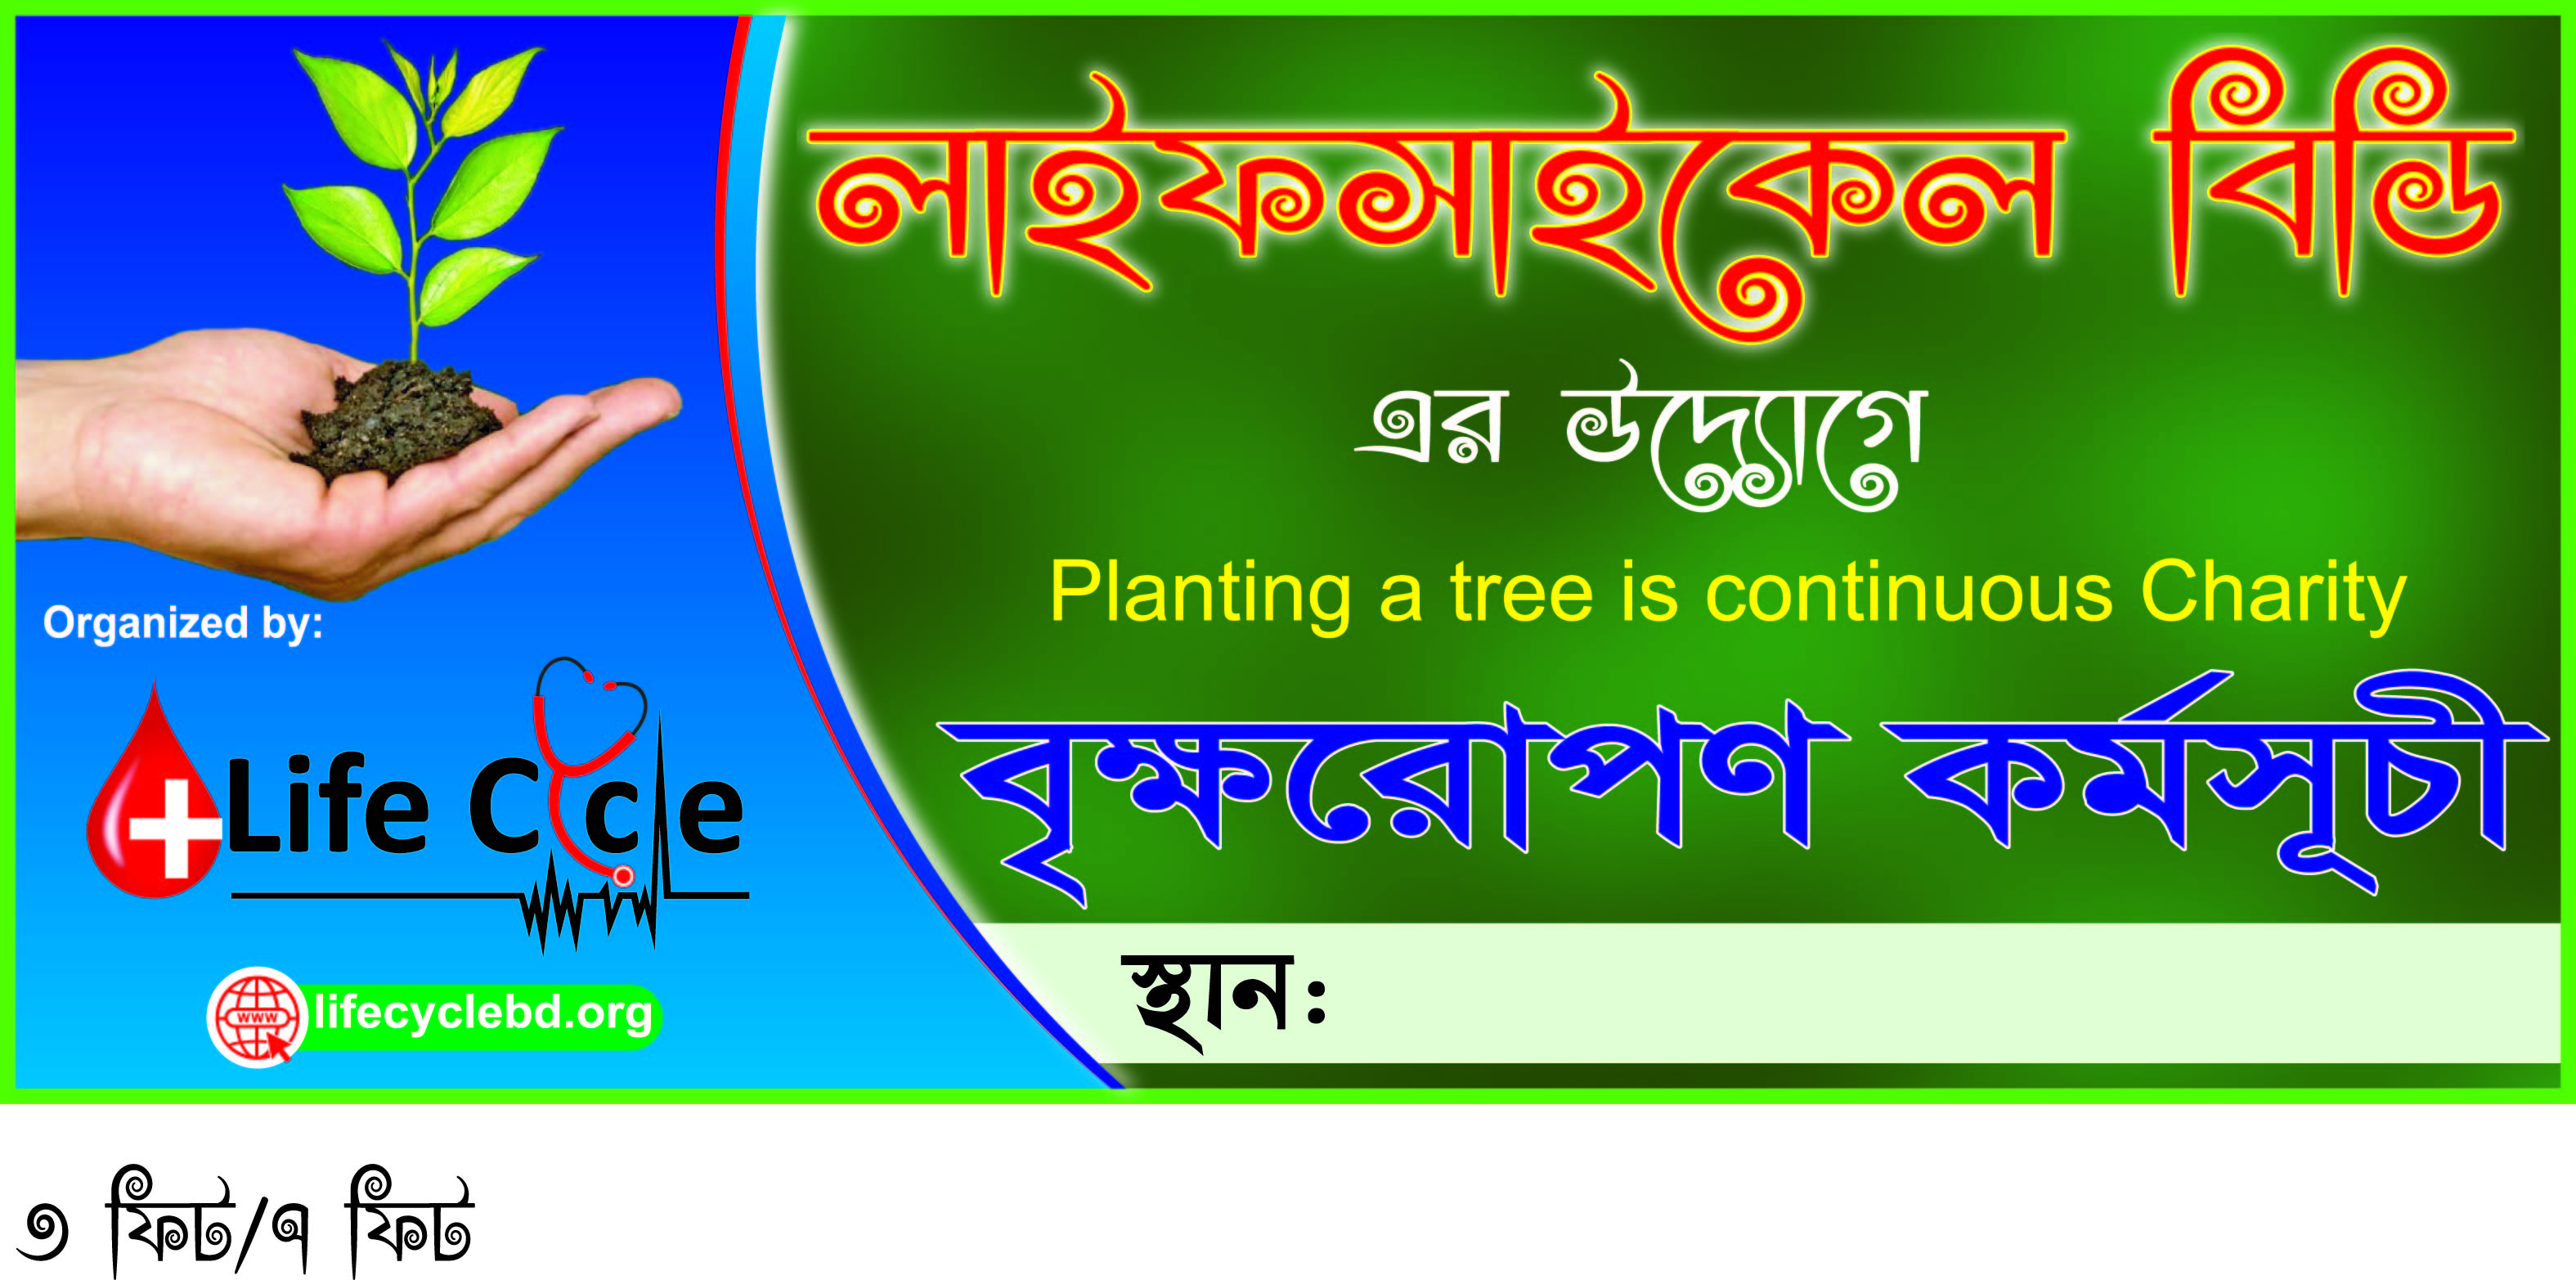 লাইফসাইকেল বিডি
এর উদ্যোগে
Planting a tree is continuous Charity
বৃক্ষরোপণ কর্মসূচী
স্থান:
Organized by:
Life Cycle
www
lifecyclebd.org
৩ ফিট/৭ ফিট